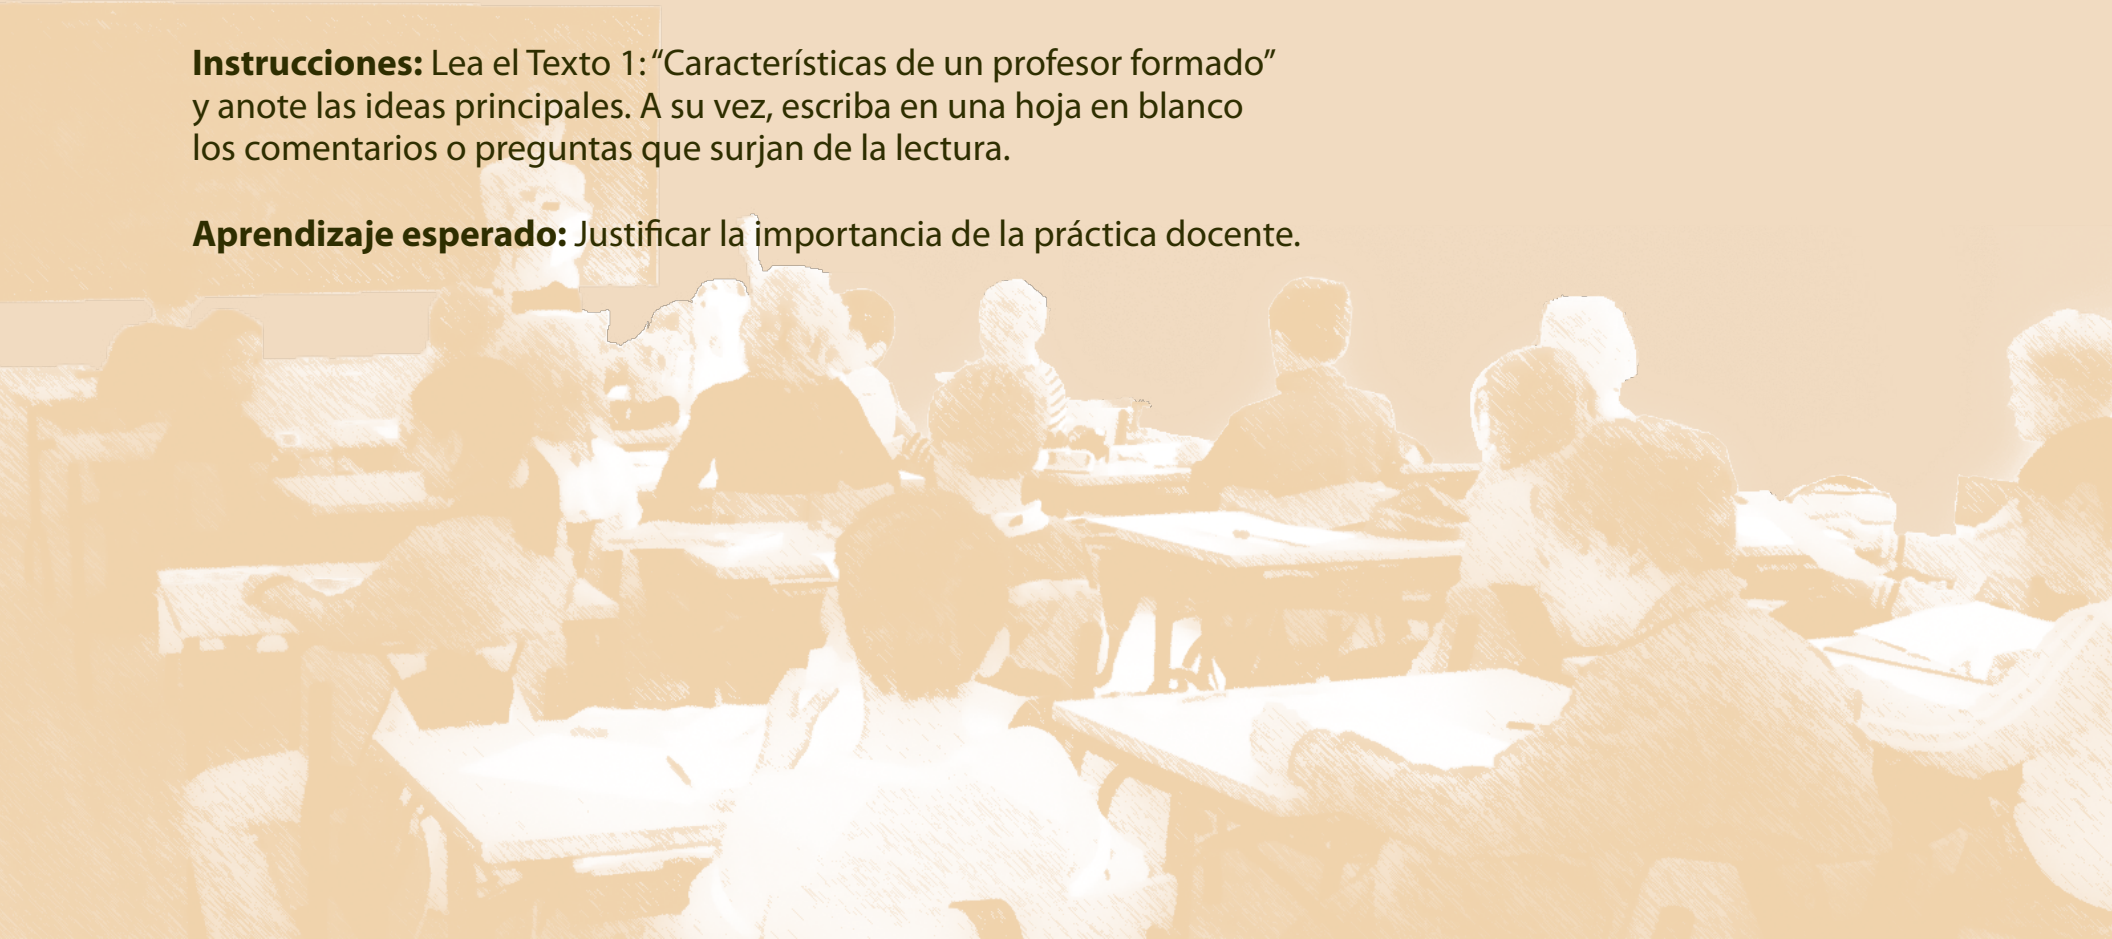 Instrucciones: Lea el Texto 1: “Características de un profesor formado”
y anote las ideas principales. A su vez, escriba en una hoja en blanco
los comentarios o preguntas que surjan de la lectura.
Aprendizaje esperado: Justificar la importancia de la práctica docente.